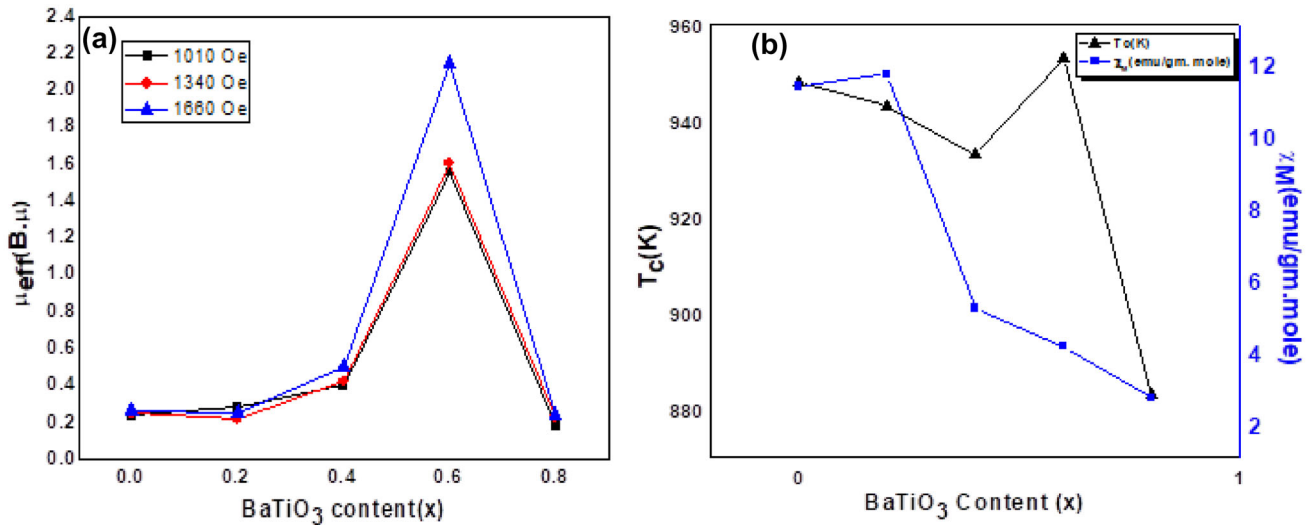 (a)
1010 Oe
1340 Oe
1660 Oe
2.4
2.2
2.0
1.8
1.6
1.4
1.2
1.0
0.8
0.6
0.4
0.2
0.0
μeff(B.μ)
0.0 0.2 0.4 0.6 0.8
BaTiO₃ content(x)
(b)
Tc(K)
χM(emu/gm. mole)
960
940
920
900
880
Tc(K)
12
10
8
6
4
2
χM(emu/gm.mole)
0 1
BaTiO₃ Content (x)